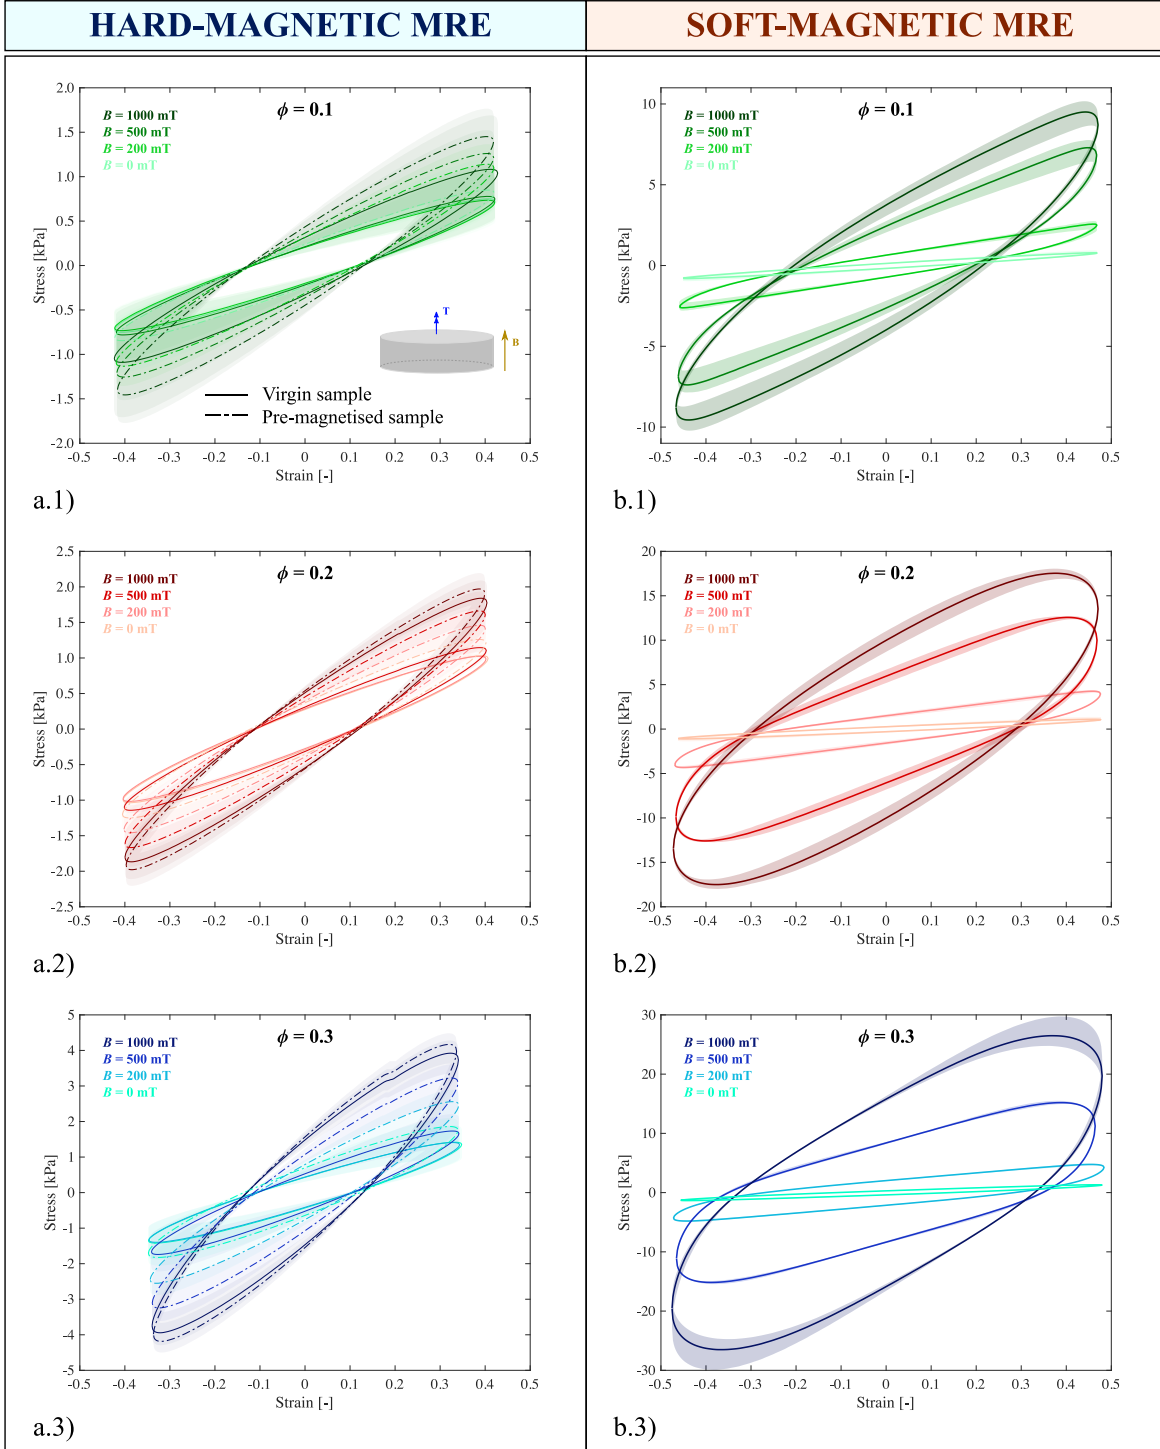 HARD-MAGNETIC MRE
SOFT-MAGNETIC MRE
2.0
1.5
1.0
0.5
0.0
-0.5
-1.0
-1.5
-2.0
Stress [kPa]
B = 1000 mT
B = 500 mT
B = 200 mT
B = 0 mT
ϕ = 0.1
T
B
Virgin sample
Pre-magnetised sample
-0.5 -0.4 -0.3 -0.2 -0.1 0 0.1 0.2 0.3 0.4 0.5
Strain [-]
a.1)
10
5
0
-5
-10
Stress [kPa]
B = 1000 mT
B = 500 mT
B = 200 mT
B = 0 mT
ϕ = 0.1
-0.5 -0.4 -0.3 -0.2 -0.1 0 0.1 0.2 0.3 0.4 0.5
Strain [-]
b.1)
2.5
2.0
1.5
1.0
0.5
0.0
-0.5
-1.0
-1.5
-2.0
-2.5
Stress [kPa]
B = 1000 mT
B = 500 mT
B = 200 mT
B = 0 mT
ϕ = 0.2
-0.5 -0.4 -0.3 -0.2 -0.1 0 0.1 0.2 0.3 0.4 0.5
Strain [-]
a.2)
20
15
10
5
0
-5
-10
-15
-20
Stress [kPa]
B = 1000 mT
B = 500 mT
B = 200 mT
B = 0 mT
ϕ = 0.2
-0.5 -0.4 -0.3 -0.2 -0.1 0 0.1 0.2 0.3 0.4 0.5
Strain [-]
b.2)
5
4
3
2
1
0
-1
-2
-3
-4
-5
Stress [kPa]
B = 1000 mT
B = 500 mT
B = 200 mT
B = 0 mT
ϕ = 0.3
-0.5 -0.4 -0.3 -0.2 -0.1 0 0.1 0.2 0.3 0.4 0.5
Strain [-]
a.3)
30
20
10
0
-10
-20
-30
Stress [kPa]
B = 1000 mT
B = 500 mT
B = 200 mT
B = 0 mT
ϕ = 0.3
-0.5 -0.4 -0.3 -0.2 -0.1 0 0.1 0.2 0.3 0.4 0.5
Strain [-]
b.3)